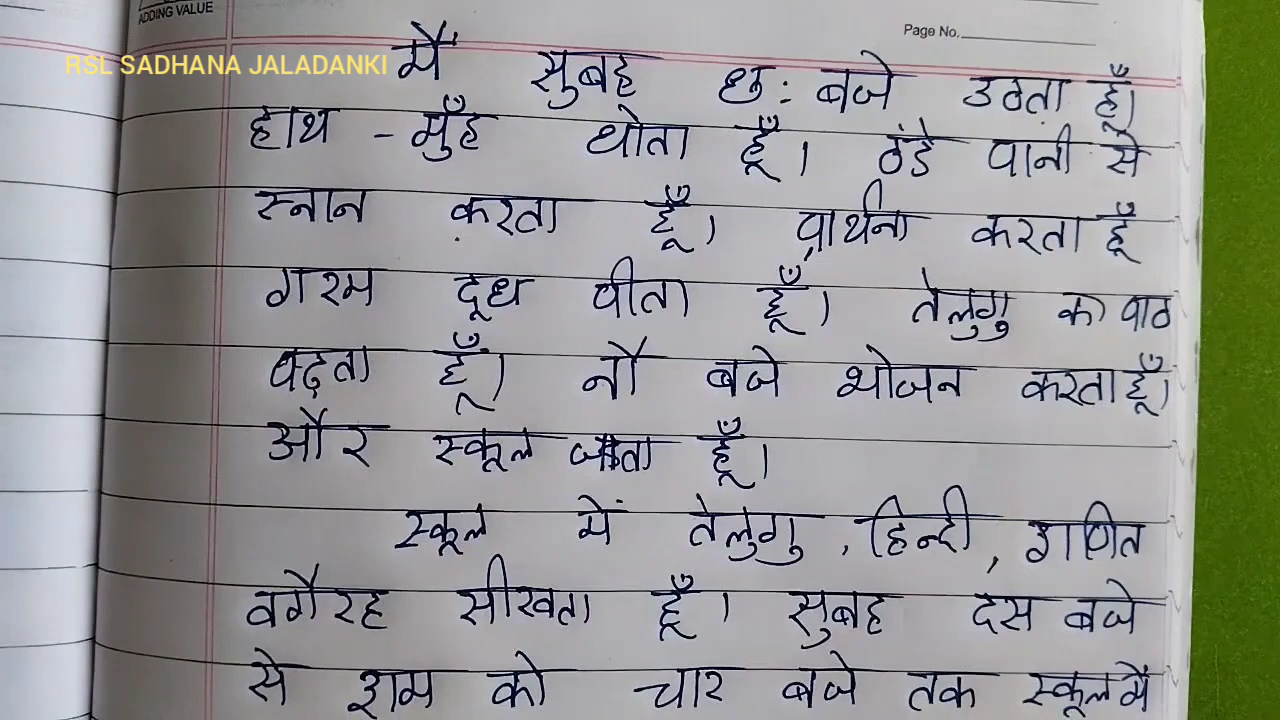 ADDING VALUE
Page No.
RSL SADHANA JALADANKI
मैं सुबह छ: बजे उठता हूँ।
हाथ - मुँह धोता हूँ। ठंडे पानी से
स्नान करता हूँ। प्रार्थना करता हूँ
गरम दूध पीता हूँ। तेलुगु का पाठ
पढ़ता हूँ। नौ बजे भोजन करता हूँ।
और स्कूल जाता हूँ।
स्कूल में तेलुगु , हिन्दी , गणित
वगैरह सीखता हूँ। सुबह दस बजे
से शाम को चार बजे तक स्कूल में